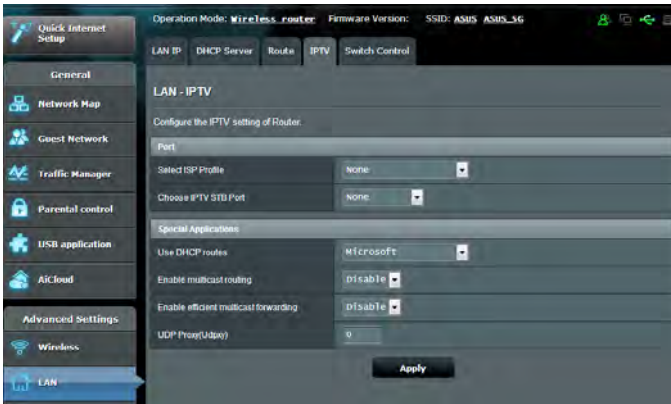 Quick Internet Setup
Operation Mode: Wireless router Firmware Version: SSID: ASUS ASUS_5G
LAN IP DHCP Server Route IPTV Switch Control
General
Network Map
Guest Network
Traffic Manager
Parental control
USB application
AiCloud
Advanced Settings
Wireless
LAN
LAN - IPTV
Configure the IPTV setting of Router.
Port
Select ISP Profile None
Choose IPTV STB Port None
Special Applications
Use DHCP routes Microsoft
Enable multicast routing Disable
Enable efficient multicast forwarding Disable
UDP Proxy(Udpxy) 0
Apply